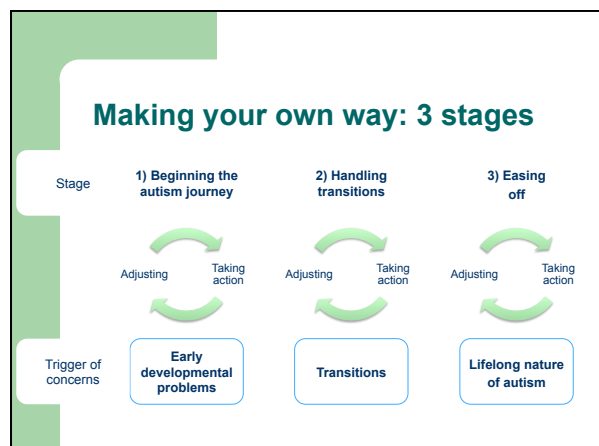 Making your own way: 3 stages
Stage
1) Beginning the
autism journey
2) Handling
transitions
3) Easing
off
Adjusting
Taking
action
Adjusting
Taking
action
Adjusting
Taking
action
Trigger of
concerns
Early
developmental
problems
Transitions
Lifelong nature
of autism